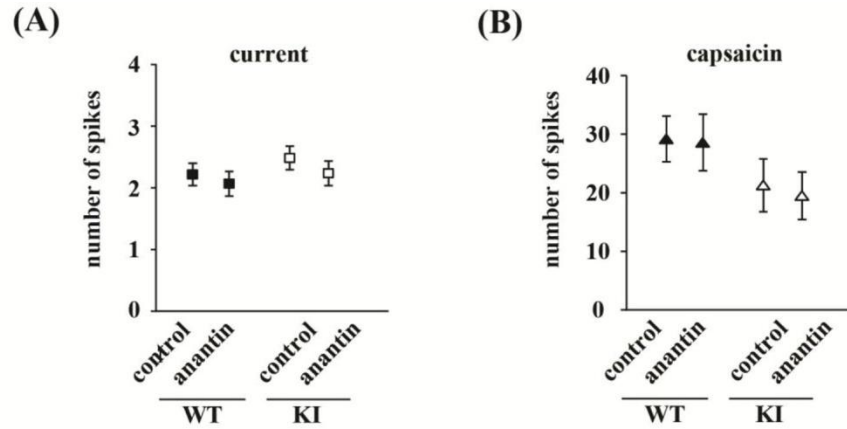 (A)
current
number of spikes
4
3
2
1
0
control
anantin
control
anantin
WT
KI
(B)
capsaicin
number of spikes
40
30
20
10
0
control
anantin
control
anantin
WT
KI